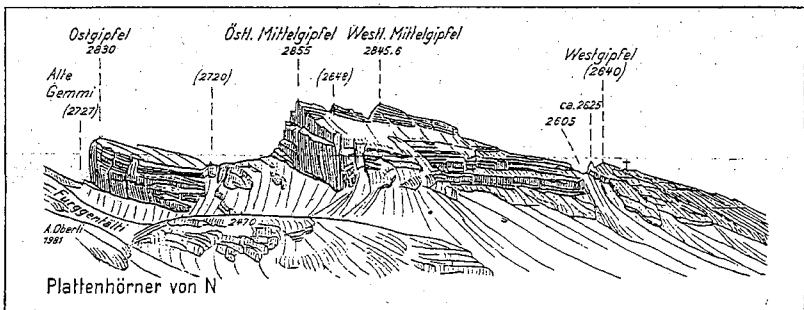 Ostgipfel
2830
Östl. Mittelgipfel
2855
Westl. Mittelgipfel
2845.6
Westgipfel
(2640)
Alte
Gemmi
(2727)
(2720)
ca. 2625
2605
Furggentälti
2470
A. Oberli
1981
Plattenhörner von N